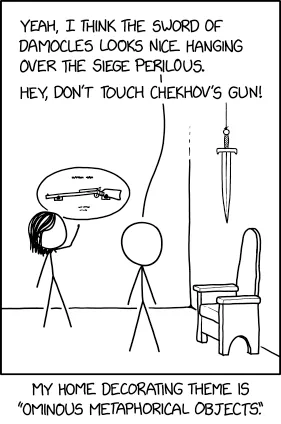 YEAH, I THINK THE SWORD OF
DAMOCLES LOOKS NICE HANGING
OVER THE SIEGE PERILOUS.
HEY, DON'T TOUCH CHEKHOV'S GUN!
MY HOME DECORATING THEME IS
"OMINOUS METAPHORICAL OBJECTS."